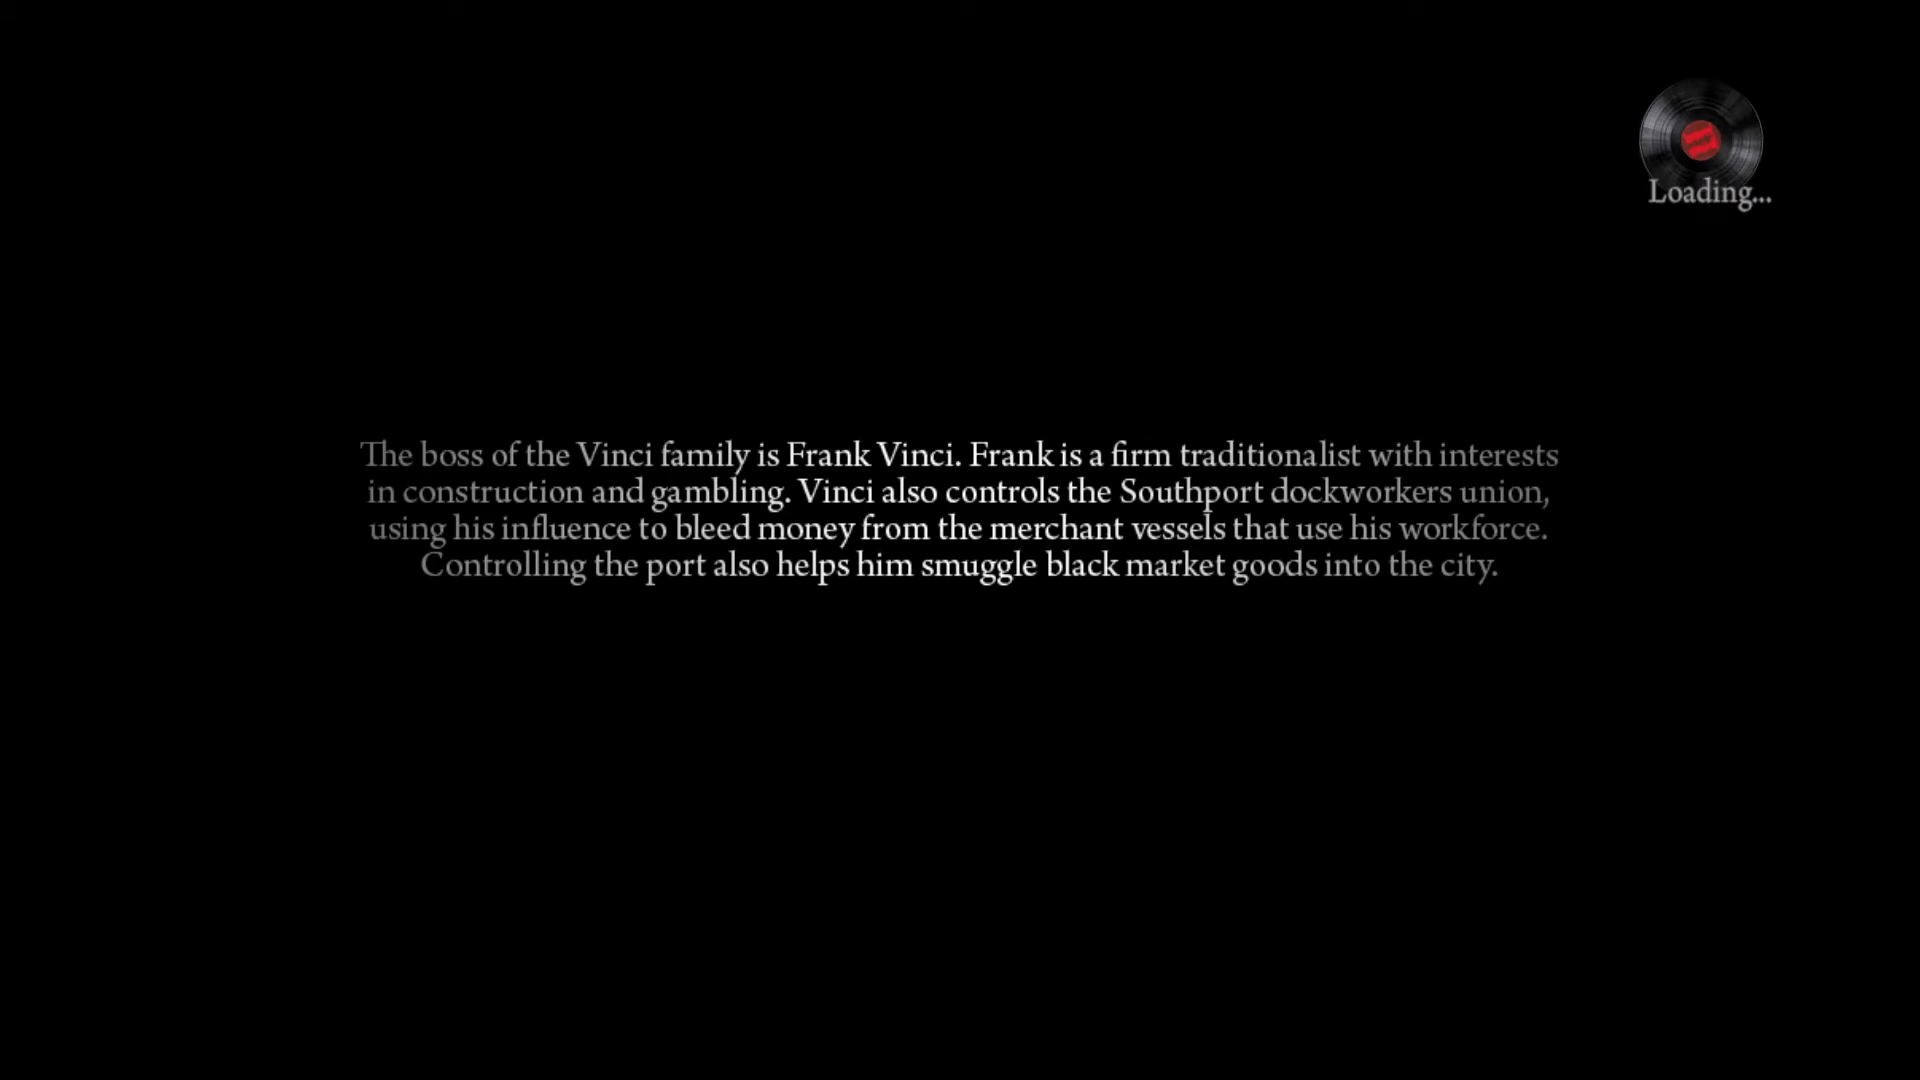 Loading...
The boss of the Vinci family is Frank Vinci. Frank is a firm traditionalist with interests
in construction and gambling. Vinci also controls the Southport dockworkers union,
using his influence to bleed money from the merchant vessels that use his workforce.
Controlling the port also helps him smuggle black market goods into the city.